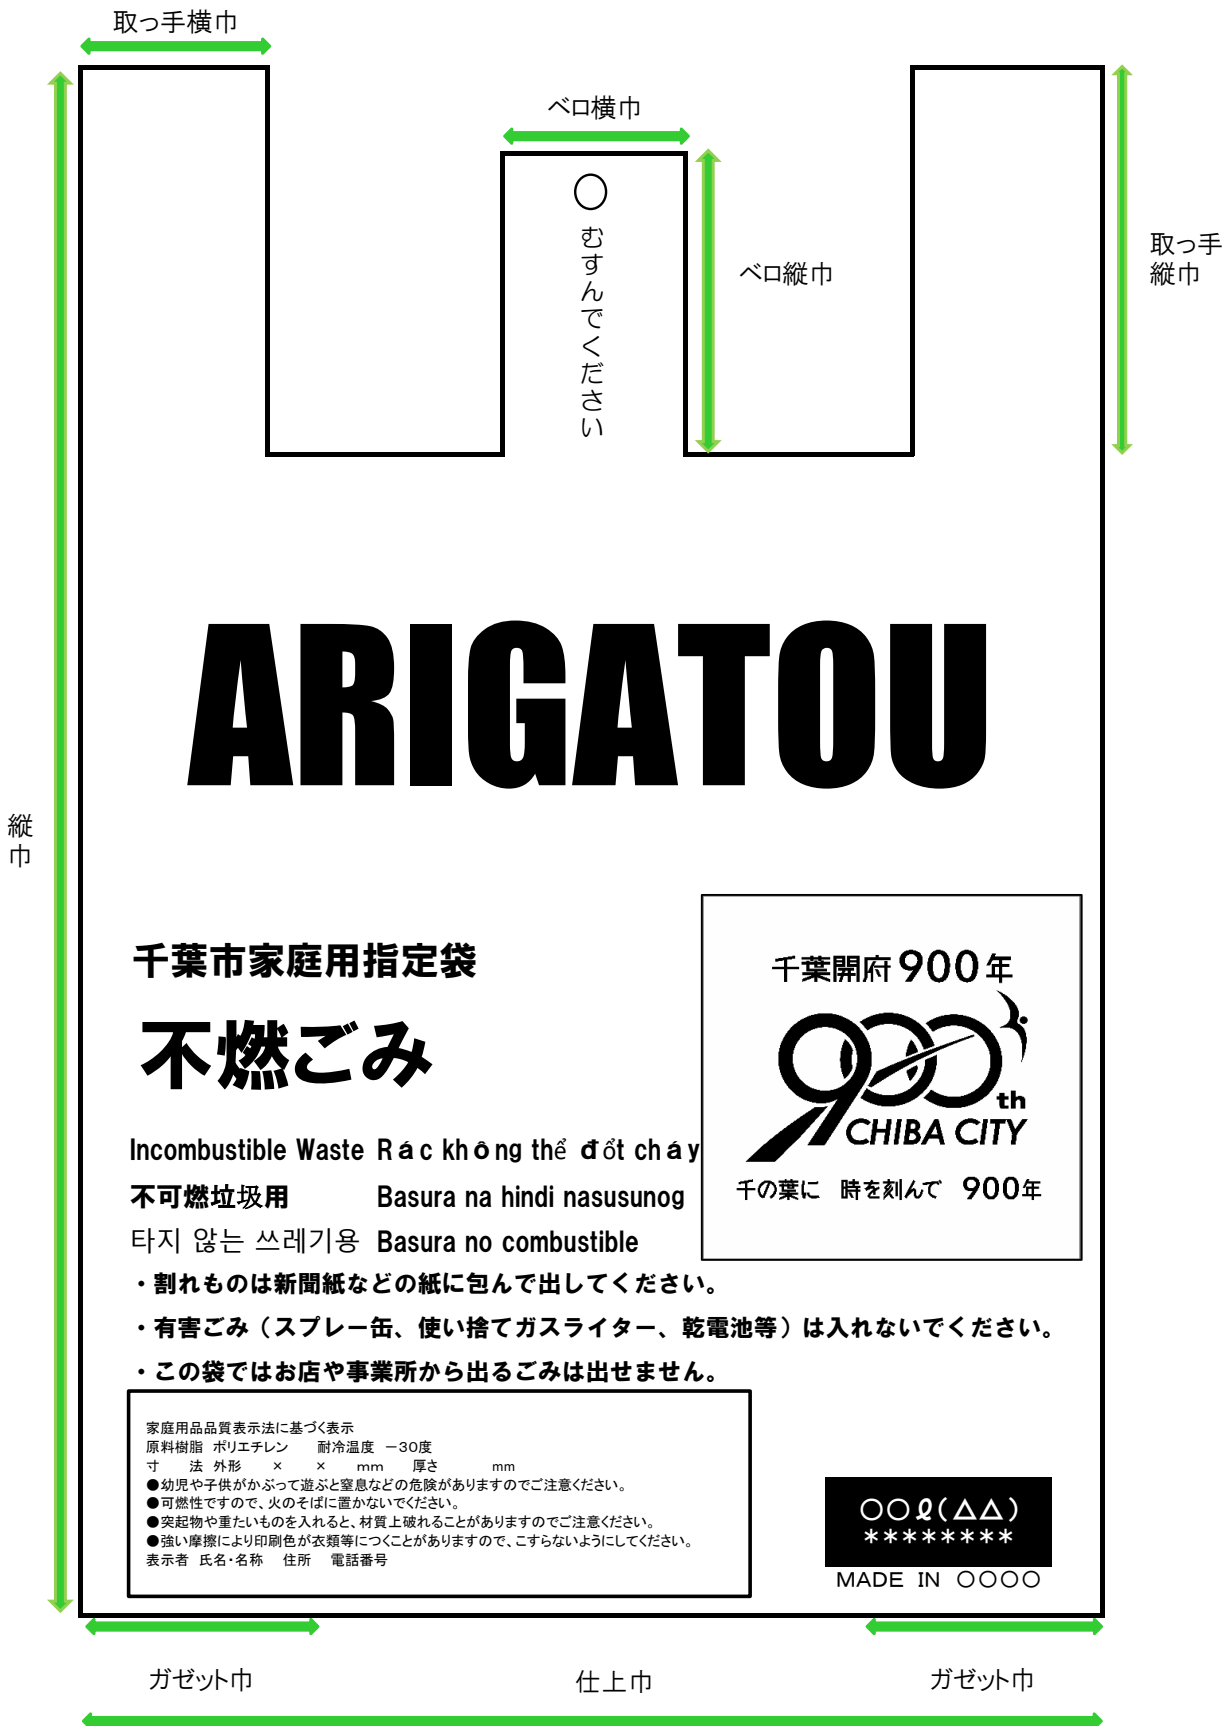 取っ手横巾
ベロ横巾
むすんでください
ベロ縦巾
取っ手
縦巾
ARIGATOU
縦
巾
千葉市家庭用指定袋
不燃ごみ
千葉開府900年
900th
CHIBA CITY
千の葉に 時を刻んで 900年
Incombustible Waste Rác không thể đốt cháy
不可燃垃圾用 Basura na hindi nasusunog
타지 않는 쓰레기용 Basura no combustible
・割れものは新聞紙などの紙に包んで出してください。
・有害ごみ(スプレー缶、使い捨てガスライター、乾電池等)は入れないでください。
・この袋ではお店や事業所から出るごみは出せません。
家庭用品品質表示法に基づく表示
原料樹脂 ポリエチレン 耐冷温度 －30度
寸 法 外形 × × mm 厚さ mm
●幼児や子供がかぶって遊ぶと窒息などの危険がありますのでご注意ください。
●可燃性ですので、火のそばに置かないでください。
●突起物や重たいものを入れると、材質上破れることがありますのでご注意ください。
●強い摩擦により印刷色が衣類等につくことがありますので、こすらないようにしてください。
表示者 氏名・名称 住所 電話番号
○○ℓ(△△)
********
MADE IN ○○○○
ガゼット巾
仕上巾
ガゼット巾